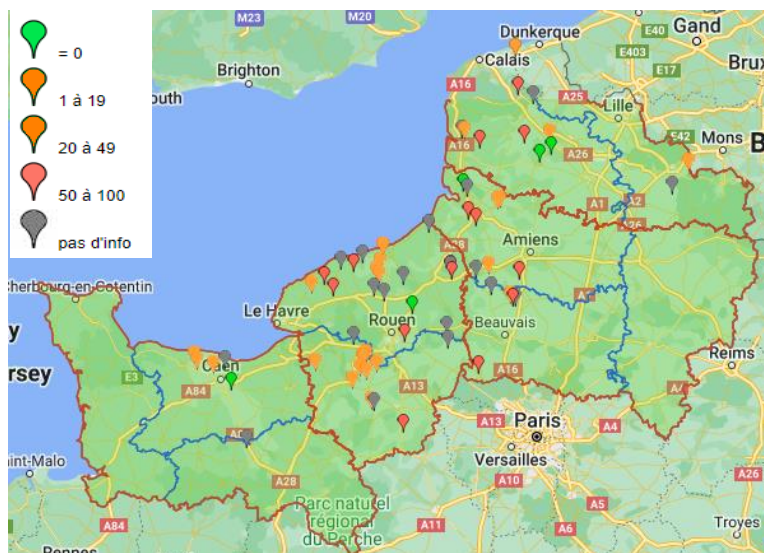 = 0
1 à 19
20 à 49
50 à 100
pas d'info
M23
M20
Brighton
outh
Dunkerque
E40
Gand
Calais
E403
E17
Brux
A16
A25
Lille
E42
Mons
B
A16
A26
A1
A2
A26
A28
Amiens
Cherbourg-en-Cotentin
Le Havre
Rouen
Beauvais
y
ersey
E3
Caen
A84
A13
A16
Reims
A4
Paris
A13
A4
Versailles
A10
A26
aint-Malo
A28
Parc naturel
régional
du Perche
A11
A5
A6
A84
Troyes
Rennes